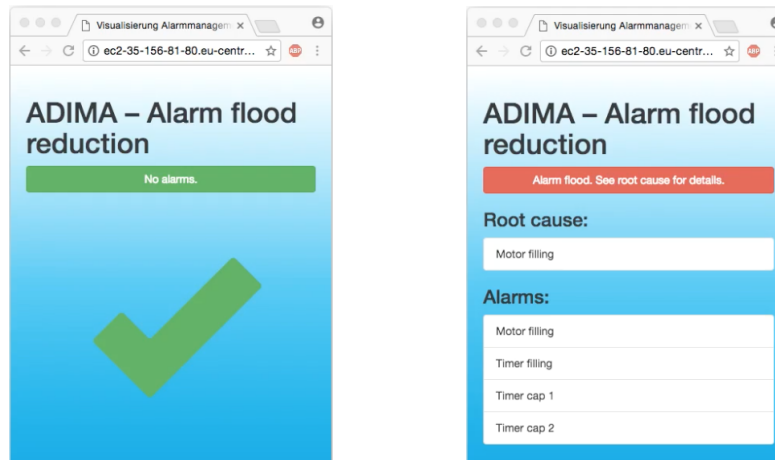 Visualisierung Alarmmanagem
ec2-35-156-81-80.eu-centr...
ABP
ADIMA – Alarm flood
reduction
No alarms.
Visualisierung Alarmmanagem
ec2-35-156-81-80.eu-centr...
ABP
ADIMA – Alarm flood
reduction
Alarm flood. See root cause for details.
Root cause:
Motor filling
Alarms:
Motor filling
Timer filling
Timer cap 1
Timer cap 2